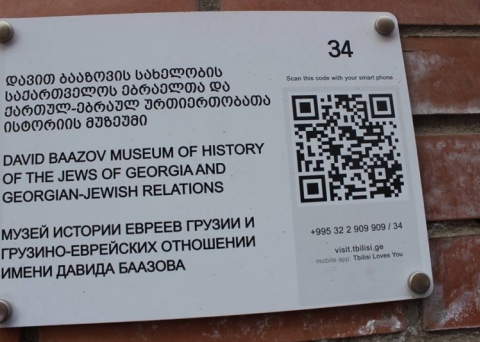 დავით ბააზოვის სახელობის
საქართველოს ებრაელთა და
ქართულ-ებრაულ ურთიერთობათა
ისტორიის მუზეუმი
DAVID BAAZOV MUSEUM OF HISTORY
OF THE JEWS OF GEORGIA AND
GEORGIAN-JEWISH RELATIONS
МУЗЕЙ ИСТОРИИ ЕВРЕЕВ ГРУЗИИ И
ГРУЗИНО-ЕВРЕЙСКИХ ОТНОШЕНИЙ
ИМЕНИ ДАВИДА БААЗОВА
34
Scan this code with your smart phone
+995 32 2 909 909 / 34
visit.tbilisi.ge
mobile app: Tbilisi Loves You